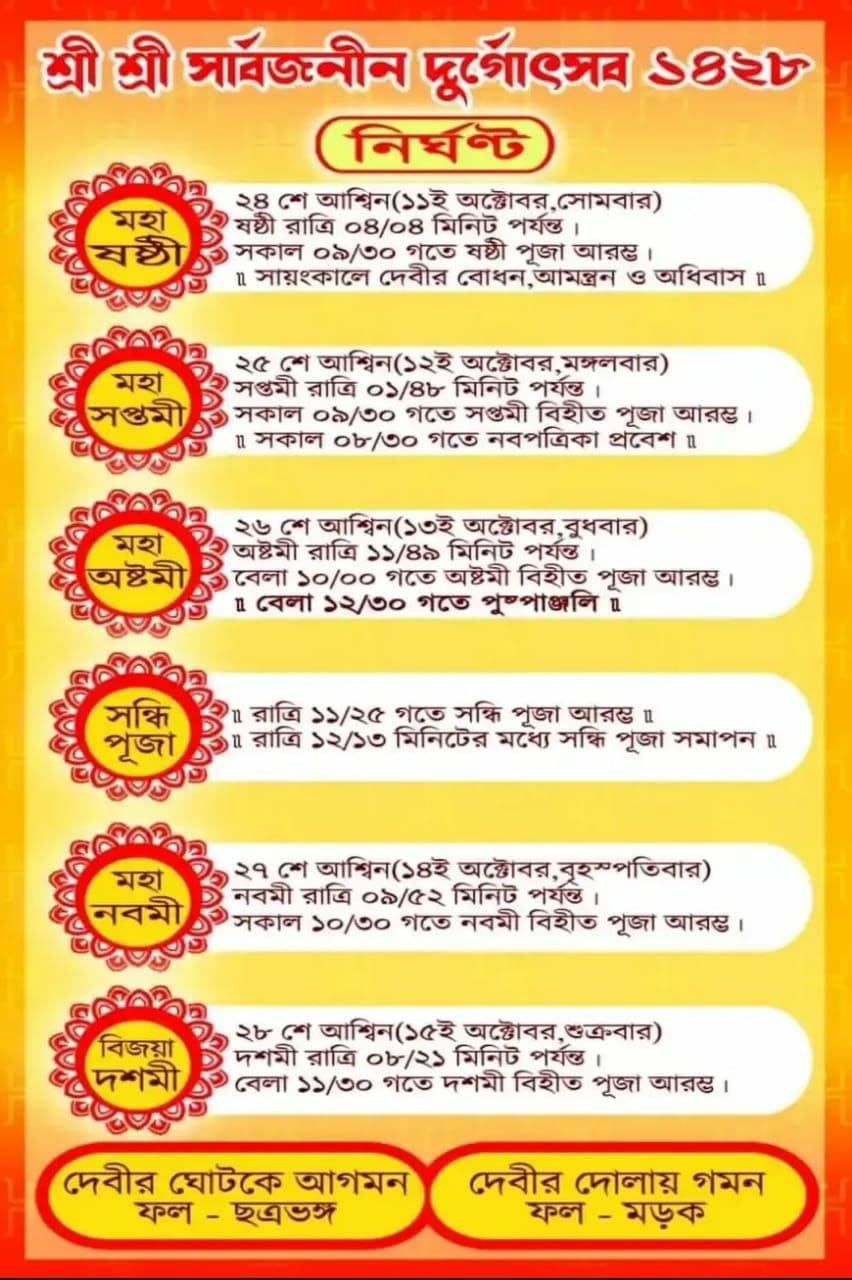 শ্রী শ্রী সার্বজনীন দুর্গোৎসব ১৪২৮
নির্ঘণ্ট
মহা
ষষ্ঠী
২৪ শে আশ্বিন(১১ই অক্টোবর,সোমবার)
ষষ্ঠী রাত্রি ০৪/০৪ মিনিট পর্যন্ত ।
সকাল ০৯/৩০ গতে ষষ্ঠী পূজা আরম্ভ ।
॥ সায়ংকালে দেবীর বোধন,আমন্ত্রন ও অধিবাস ॥
মহা
সপ্তমী
২৫ শে আশ্বিন(১২ই অক্টোবর,মঙ্গলবার)
সপ্তমী রাত্রি ০১/৪৮ মিনিট পর্যন্ত ।
সকাল ০৯/৩০ গতে সপ্তমী বিহীত পূজা আরম্ভ ।
॥ সকাল ০৮/৩০ গতে নবপত্রিকা প্রবেশ ॥
মহা
অষ্টমী
২৬ শে আশ্বিন(১৩ই অক্টোবর,বুধবার)
অষ্টমী রাত্রি ১১/৪৯ মিনিট পর্যন্ত ।
বেলা ১০/০০ গতে অষ্টমী বিহীত পূজা আরম্ভ ।
॥ বেলা ১২/৩০ গতে পুষ্পাঞ্জলি ॥
সন্ধি
পূজা
॥ রাত্রি ১১/২৫ গতে সন্ধি পূজা আরম্ভ ॥
॥ রাত্রি ১২/১৩ মিনিটের মধ্যে সন্ধি পূজা সমাপন ॥
মহা
নবমী
২৭ শে আশ্বিন(১৪ই অক্টোবর,বৃহস্পতিবার)
নবমী রাত্রি ০৯/৫২ মিনিট পর্যন্ত ।
সকাল ১০/৩০ গতে নবমী বিহীত পূজা আরম্ভ ।
বিজয়া
দশমী
২৮ শে আশ্বিন(১৫ই অক্টোবর,শুক্রবার)
দশমী রাত্রি ০৮/২১ মিনিট পর্যন্ত ।
বেলা ১১/৩০ গতে দশমী বিহীত পূজা আরম্ভ ।
দেবীর ঘোটকে আগমন
ফল - ছত্রভঙ্গ
দেবীর দোলায় গমন
ফল - মড়ক